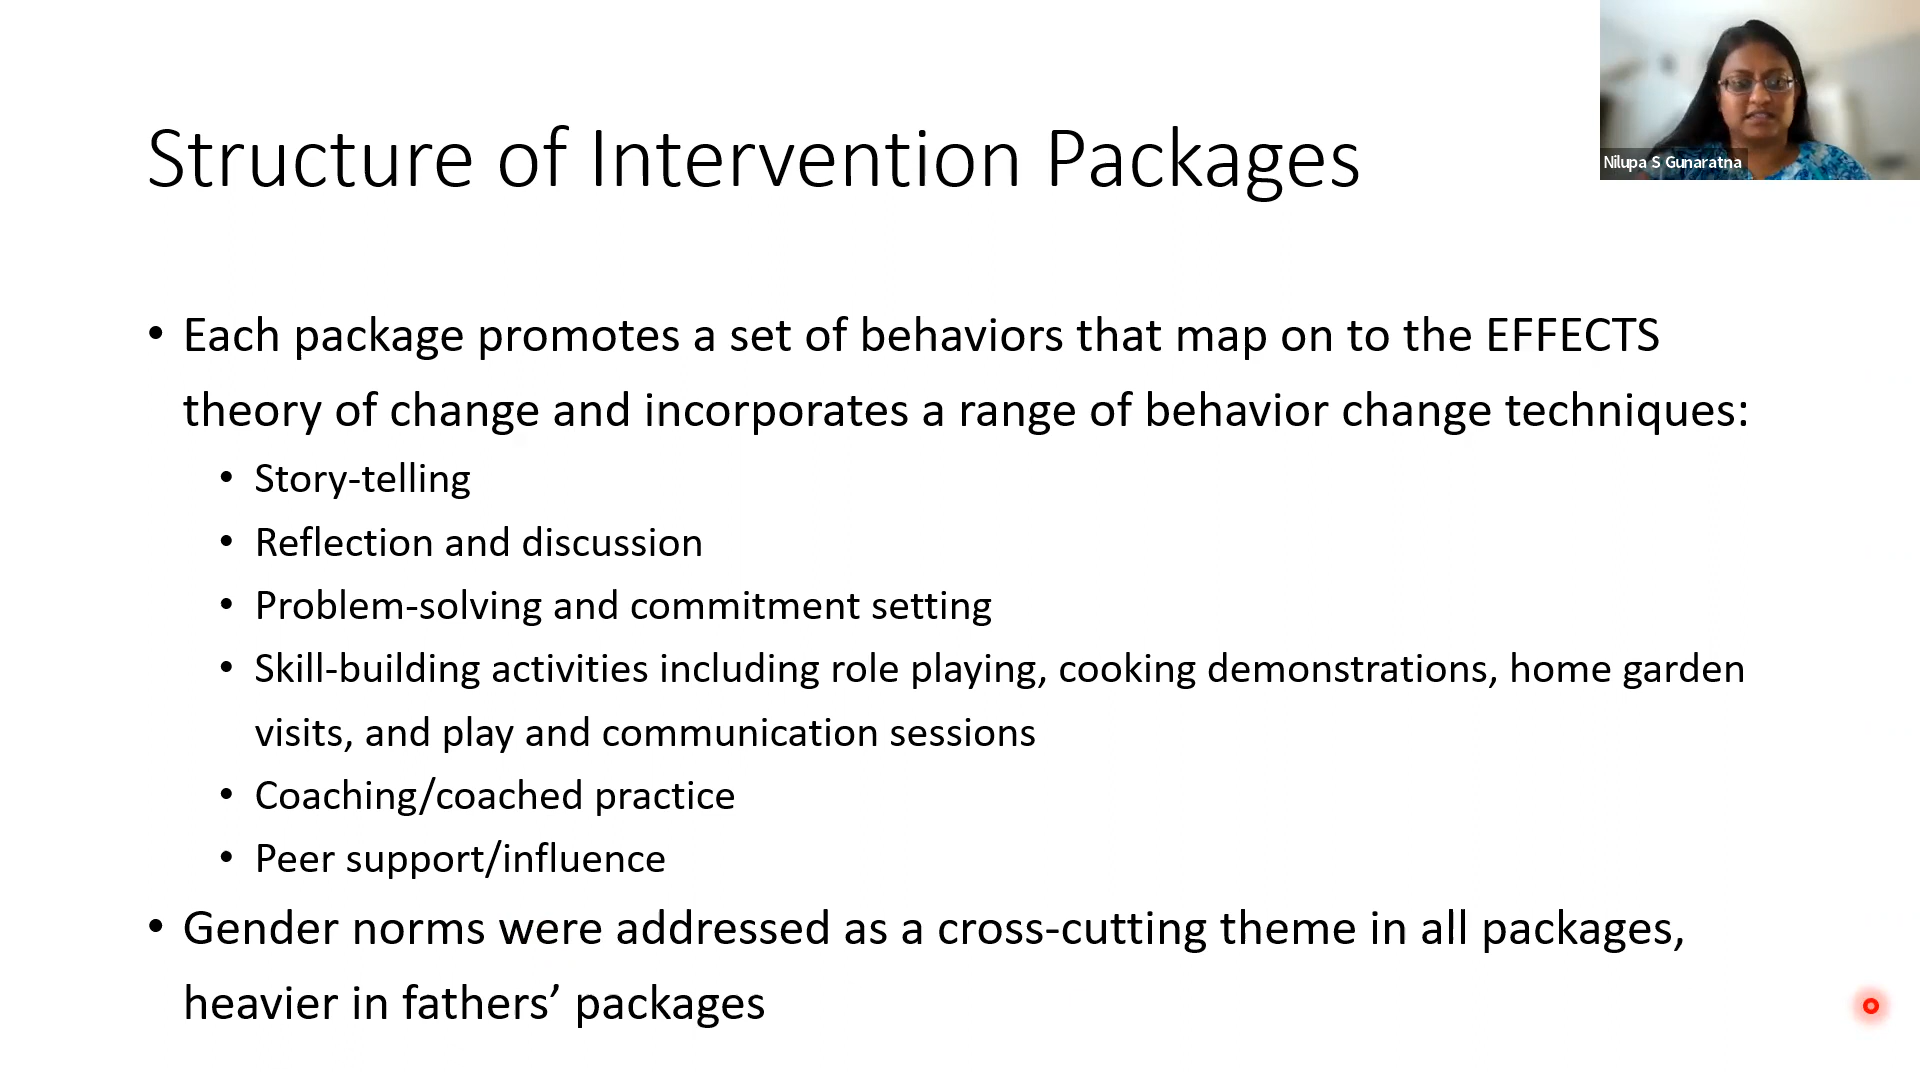 Structure of Intervention Packages
Nilupa S Gunaratna
• Each package promotes a set of behaviors that map on to the EFFECTS
theory of change and incorporates a range of behavior change techniques:
• Story-telling
• Reflection and discussion
• Problem-solving and commitment setting
• Skill-building activities including role playing, cooking demonstrations, home garden
visits, and play and communication sessions
• Coaching/coached practice
• Peer support/influence
• Gender norms were addressed as a cross-cutting theme in all packages,
heavier in fathers’ packages